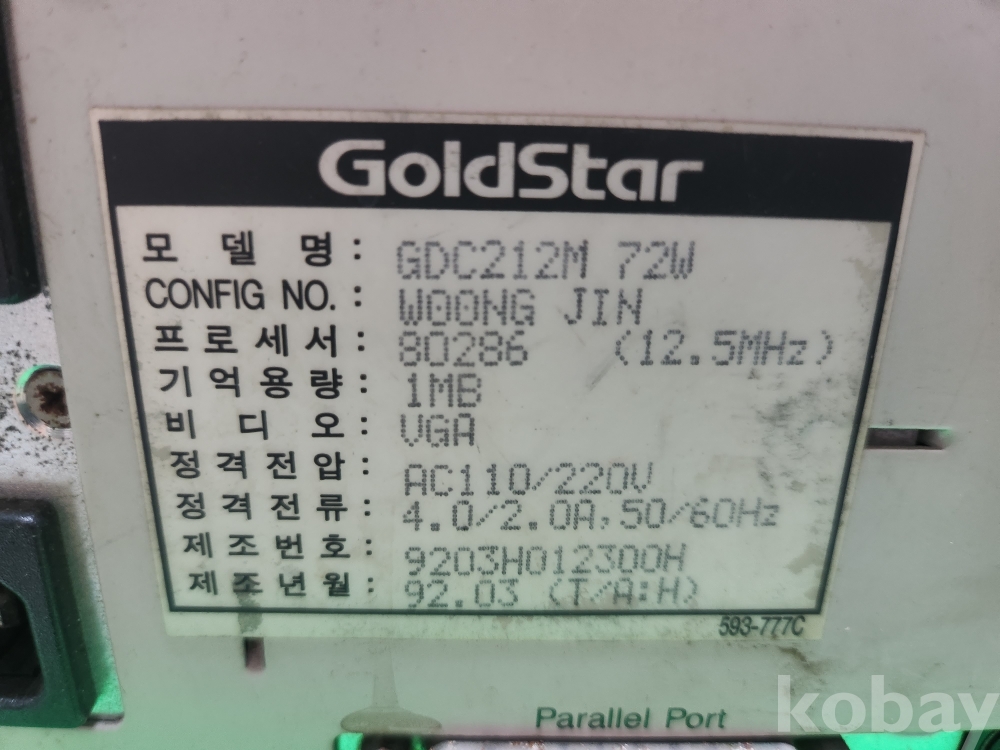 GoldStar
모 델 명 : GDC212M 72W
CONFIG NO. : W00NG JIN
프 로 세 서 : 80286 (12.5MHz)
기 억 용 량 : 1MB
비 디 오 : VGA
정 격 전 압 : AC110/220V
정 격 전 류 : 4.0/2.0A,50/60Hz
제 조 번 호 : 9203H012300H
제 조 년 월 : 92.03 (T/A:H)
593-777C
Parallel Port
kobay